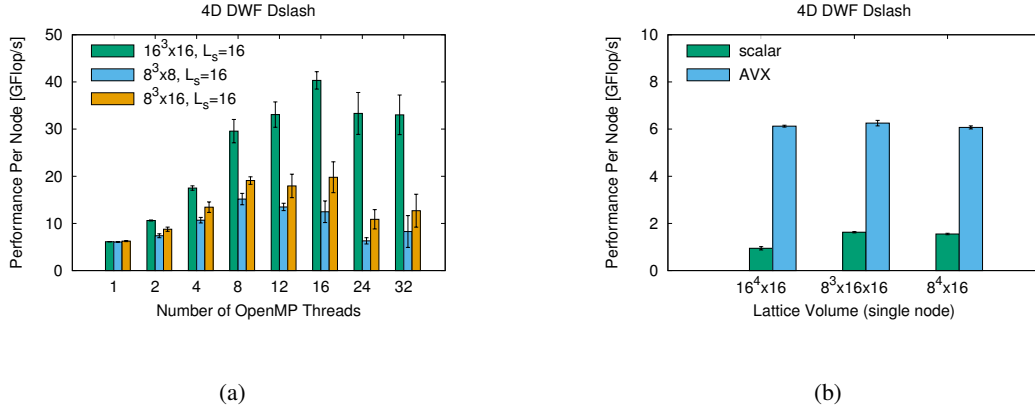 4D DWF Dslash
Performance Per Node [GFlop/s]
50
40
30
20
10
0
16³x16, Lₛ=16
8³x8, Lₛ=16
8³x16, Lₛ=16
1 2 4 8 12 16 24 32
Number of OpenMP Threads
(a)
4D DWF Dslash
Performance Per Node [GFlop/s]
10
8
6
4
2
0
scalar
AVX
16⁴x16 8³x16x16 8⁴x16
Lattice Volume (single node)
(b)